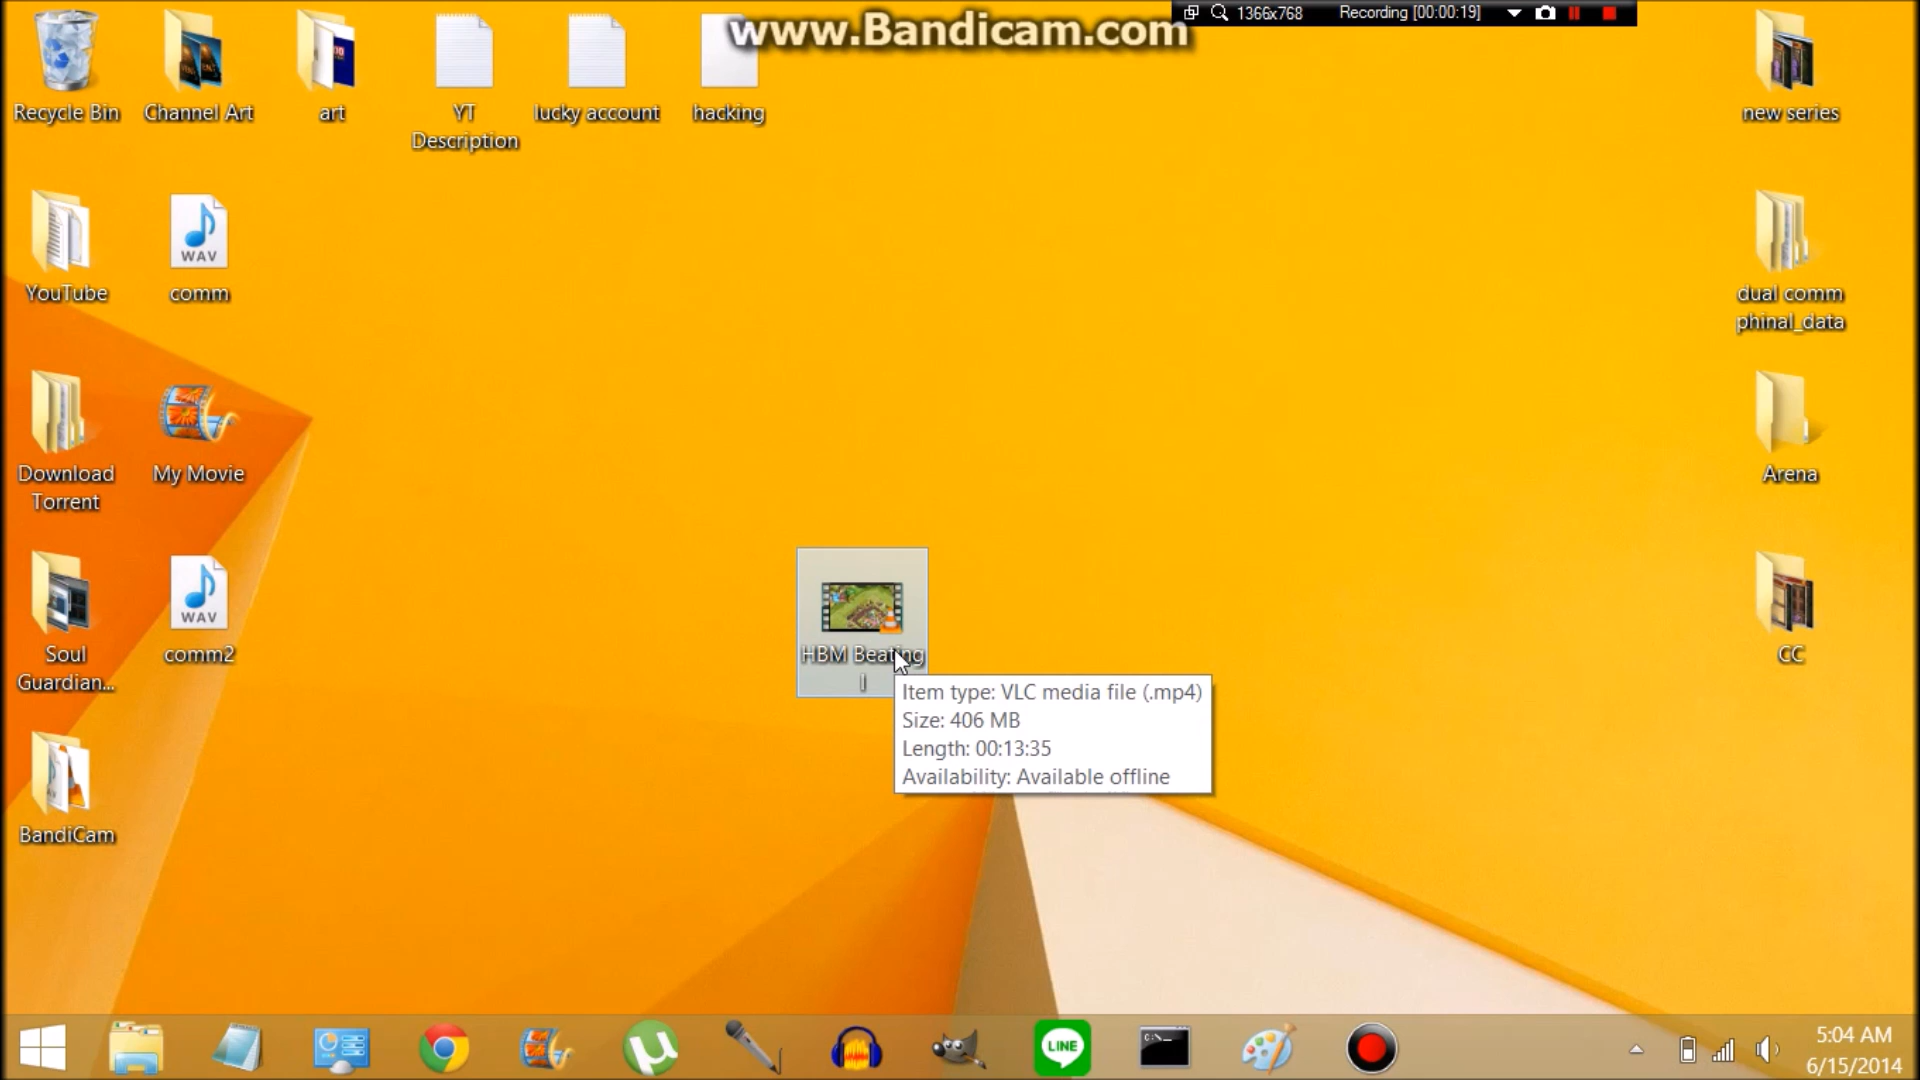 www.Bandicam.com
1366x768
Recording [00:00:19]
Recycle Bin
Channel Art
art
YT
Description
lucky account
hacking
new series
YouTube
WAV
comm
dual comm
phinal_data
Download
Torrent
My Movie
Arena
Soul
Guardian...
WAV
comm2
HBM Beating
I
CC
Item type: VLC media file (.mp4)
Size: 406 MB
Length: 00:13:35
Availability: Available offline
BandiCam
LINE
5:04 AM
6/15/2014